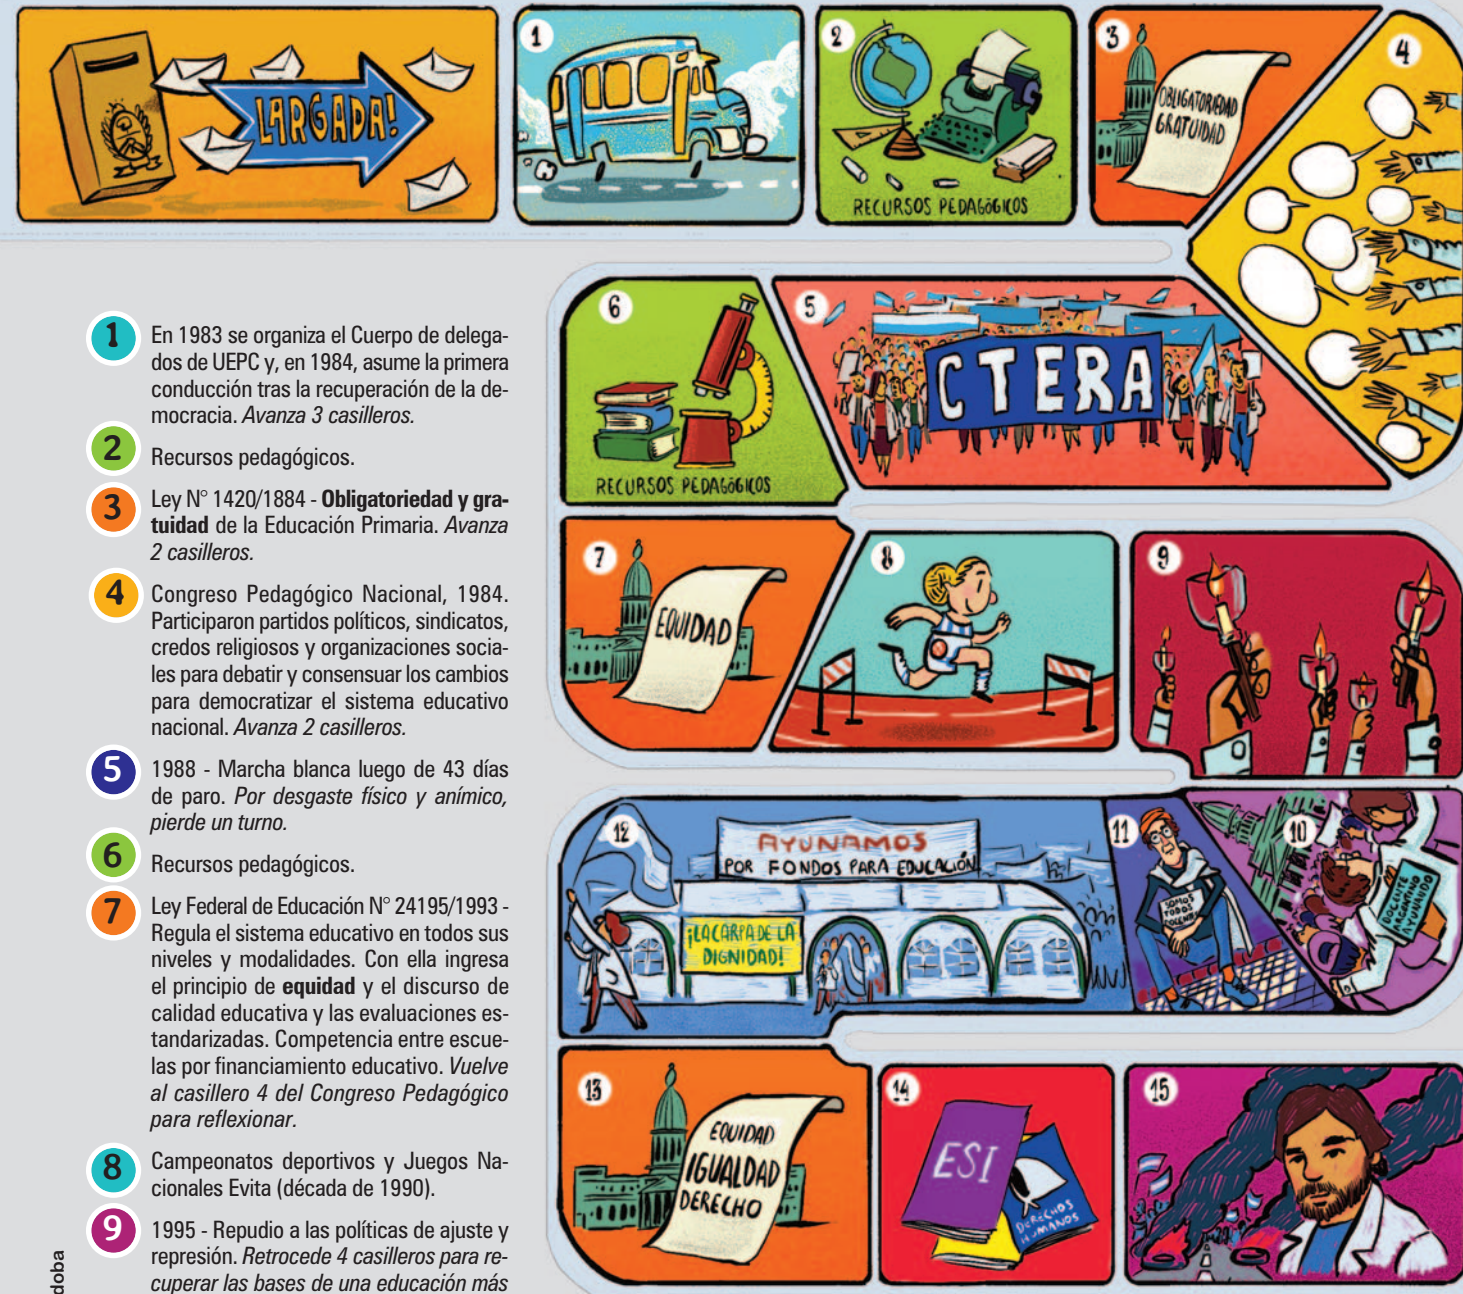 ¡LARGADA!
1
2
RECURSOS PEDAGÓGICOS
3
OBLIGATORIEDAD
GRATUIDAD
4
6
RECURSOS PEDAGÓGICOS
5
CTERA
7
EQUIDAD
8
9
12
AYUNAMOS
POR FONDOS PARA EDUCACIÓN
¡LA CARPA DE LA
DIGNIDAD!
11
SOMOS
TODOS
DOCENTES
10
DOCENTE
ARGENTINO
AYUNANDO
13
EQUIDAD
IGUALDAD
DERECHO
14
ESI
DERECHOS
HUMANOS
15
1
En 1983 se organiza el Cuerpo de delega-
dos de UEPC y, en 1984, asume la primera
conducción tras la recuperación de la de-
mocracia. Avanza 3 casilleros.
2
Recursos pedagógicos.
3
Ley N° 1420/1884 - Obligatoriedad y gra-
tuidad de la Educación Primaria. Avanza
2 casilleros.
4
Congreso Pedagógico Nacional, 1984.
Participaron partidos políticos, sindicatos,
credos religiosos y organizaciones socia-
les para debatir y consensuar los cambios
para democratizar el sistema educativo
nacional. Avanza 2 casilleros.
5
1988 - Marcha blanca luego de 43 días
de paro. Por desgaste físico y anímico,
pierde un turno.
6
Recursos pedagógicos.
7
Ley Federal de Educación N° 24195/1993 -
Regula el sistema educativo en todos sus
niveles y modalidades. Con ella ingresa
el principio de equidad y el discurso de
calidad educativa y las evaluaciones es-
tandarizadas. Competencia entre escue-
las por financiamiento educativo. Vuelve
al casillero 4 del Congreso Pedagógico
para reflexionar.
8
Campeonatos deportivos y Juegos Na-
cionales Evita (década de 1990).
9
1995 - Repudio a las políticas de ajuste y
represión. Retrocede 4 casilleros para re-
cuperar las bases de una educación más
doba